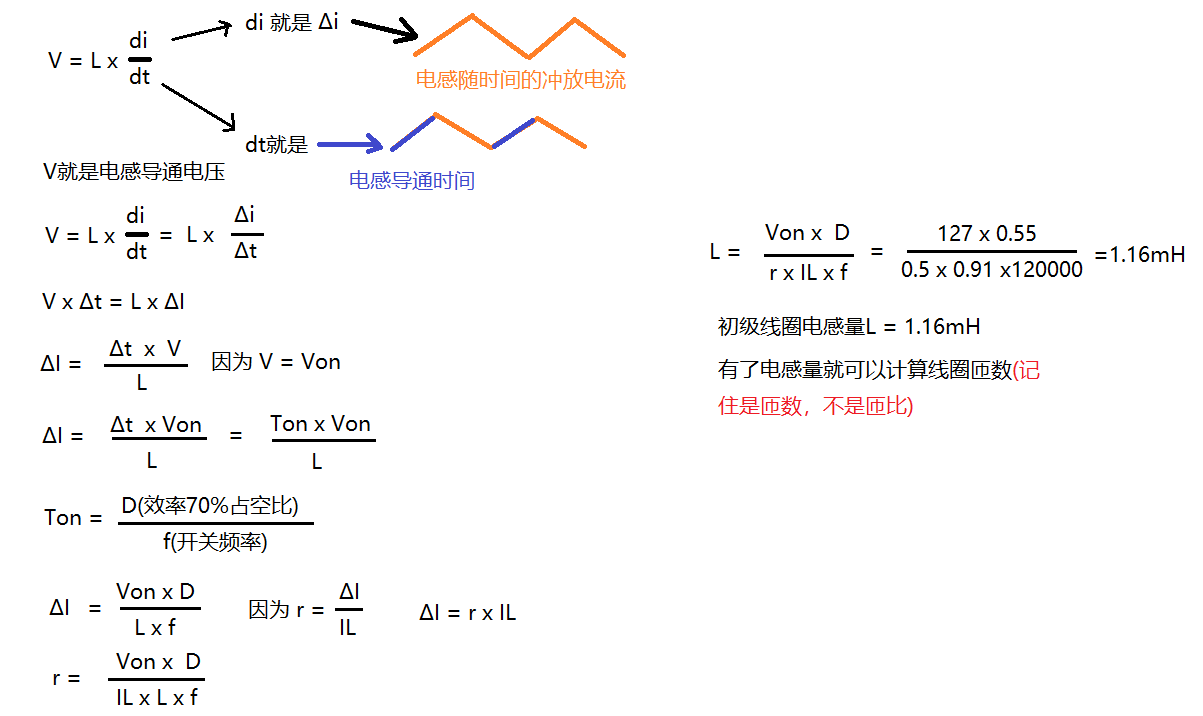 V = L x di/dt
di 就是 Δi
电感随时间的冲放电流
dt就是
电感导通时间
V就是电感导通电压
V = L x di/dt = L x Δi/Δt
V x Δt = L x ΔI
ΔI = Δt x V/L 因为 V = Von
ΔI = Δt x Von/L = Ton x Von/L
Ton = D(效率70%占空比)/f(开关频率)
ΔI = Von x D/L x f 因为 r = ΔI/IL ΔI = r x IL
r = Von x D/IL x L x f
L = Von x D/r x IL x f = 127 x 0.55/0.5 x 0.91 x120000 =1.16mH
初级线圈电感量L = 1.16mH
有了电感量就可以计算线圈匝数(记
住是匝数，不是匝比)